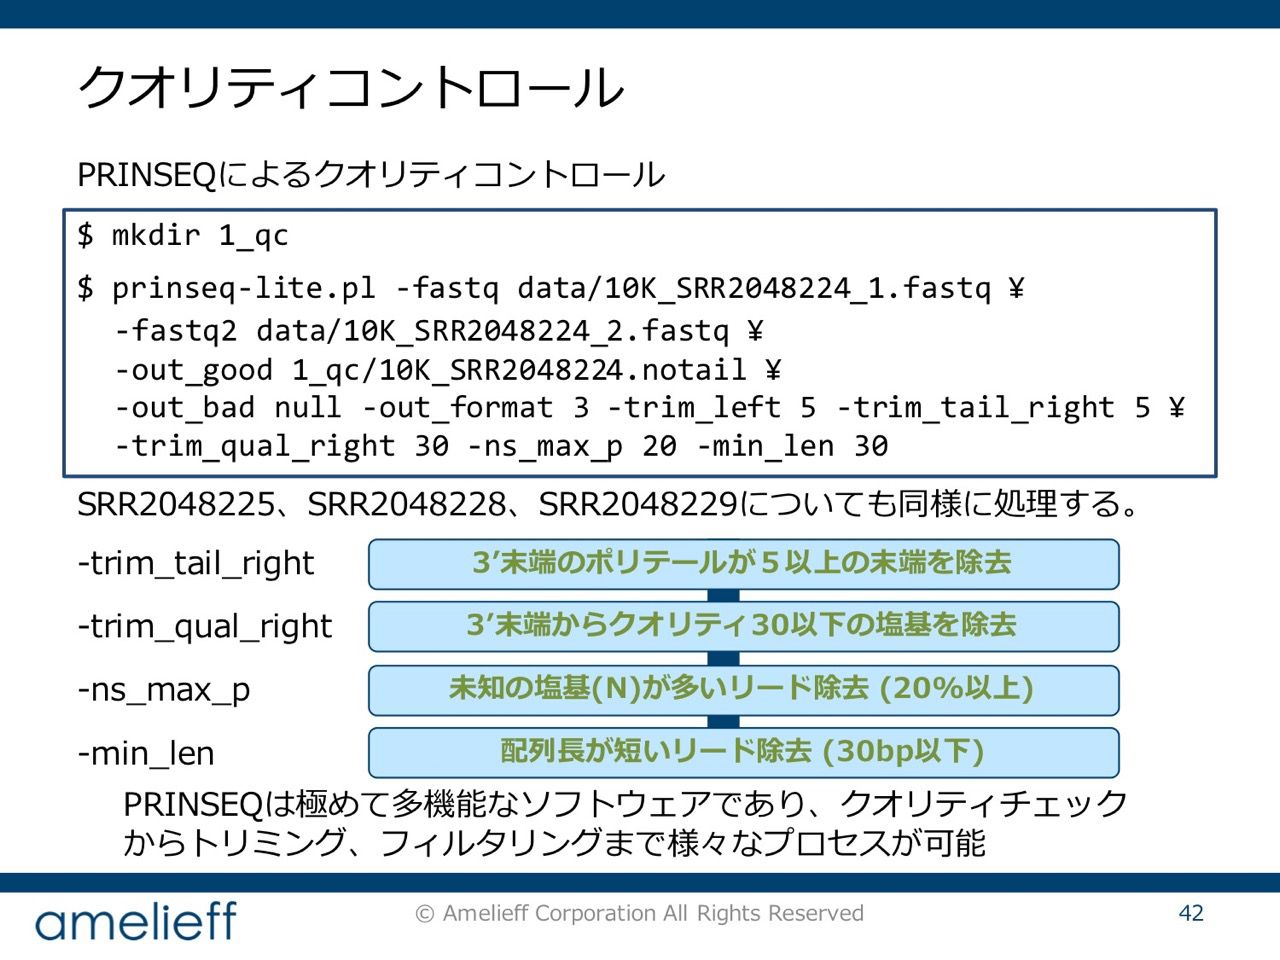 クオリティコントロール
PRINSEQによるクオリティコントロール
$ mkdir 1_qc
$ prinseq-lite.pl -fastq data/10K_SRR2048224_1.fastq ¥
-fastq2 data/10K_SRR2048224_2.fastq ¥
-out_good 1_qc/10K_SRR2048224.notail ¥
-out_bad null -out_format 3 -trim_left 5 -trim_tail_right 5 ¥
-trim_qual_right 30 -ns_max_p 20 -min_len 30
SRR2048225、SRR2048228、SRR2048229についても同様に処理する。
-trim_tail_right 3’末端のポリテールが５以上の末端を除去
-trim_qual_right 3’末端からクオリティ30以下の塩基を除去
-ns_max_p 未知の塩基(N)が多いリード除去 (20%以上)
-min_len 配列長が短いリード除去 (30bp以下)
PRINSEQは極めて多機能なソフトウェアであり、クオリティチェック
からトリミング、フィルタリングまで様々なプロセスが可能
amelieff © Amelieff Corporation All Rights Reserved 42